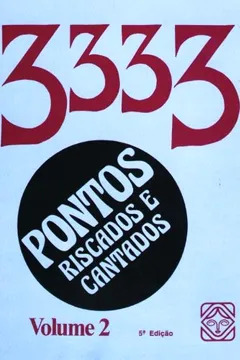 3333
PONTOS
RISCADOS E
CANTADOS
Volume 2
5ª Edição